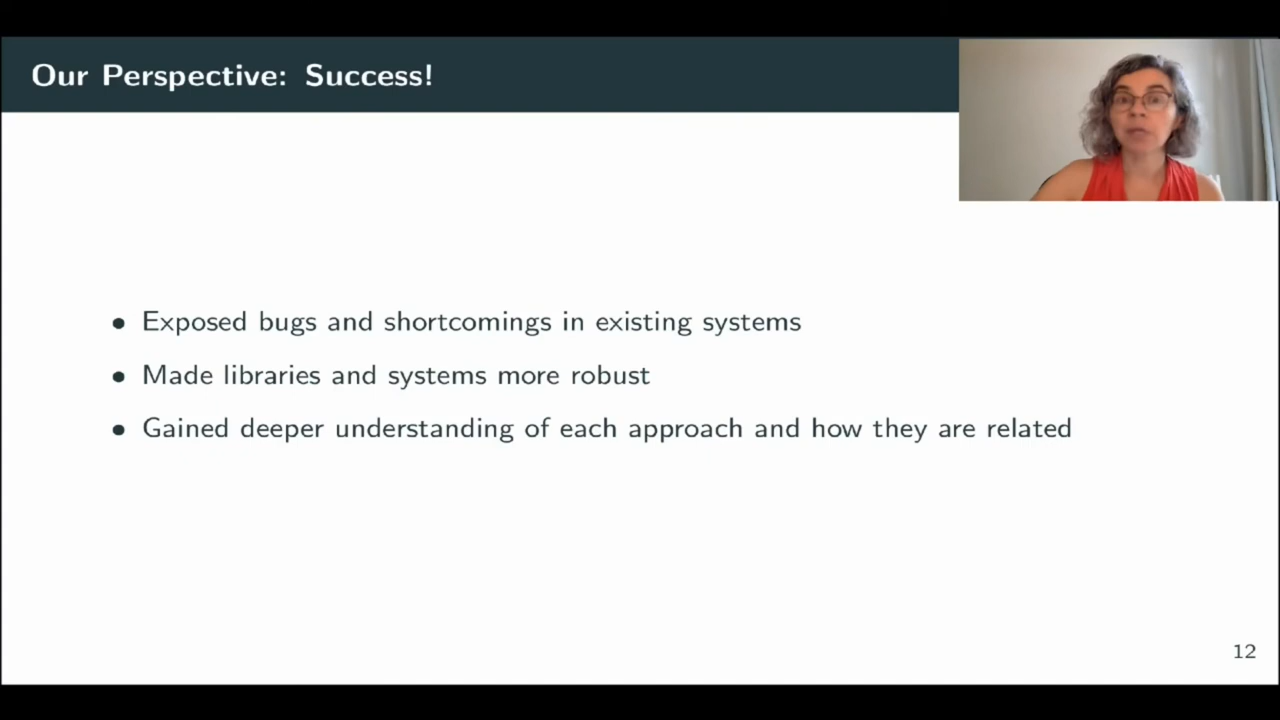 Our Perspective: Success!
• Exposed bugs and shortcomings in existing systems
• Made libraries and systems more robust
• Gained deeper understanding of each approach and how they are related
12